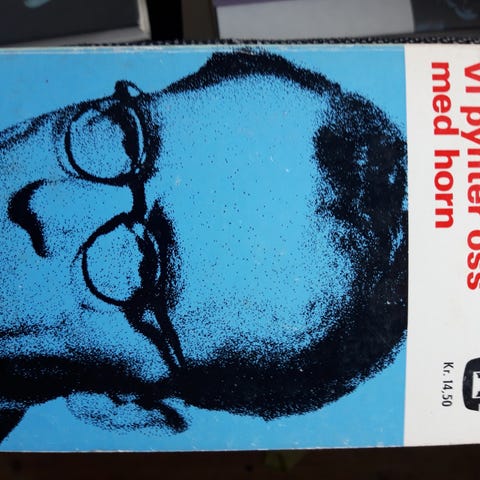 Vi pynter oss
med horn
Kr. 14,50